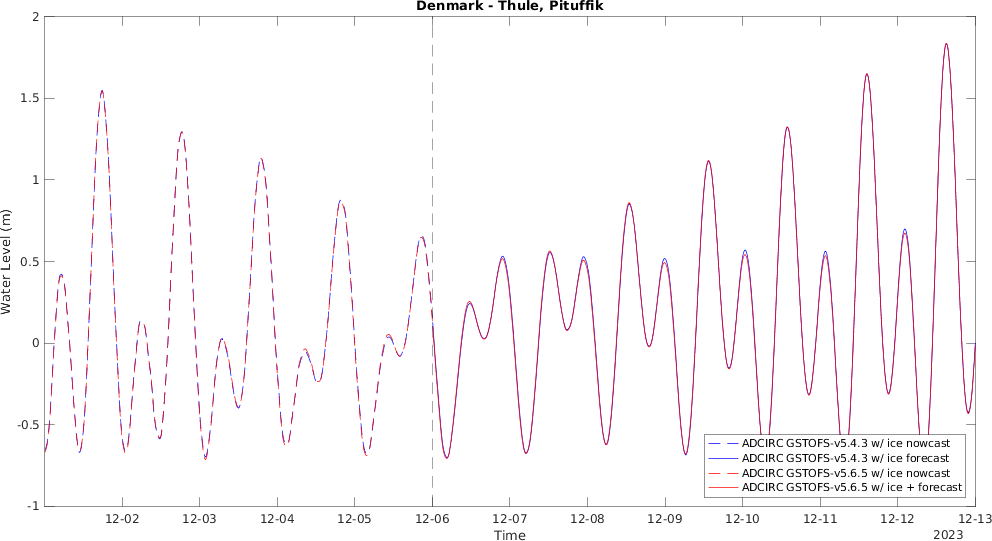 Denmark - Thule, Pituffik
2
1.5
1
0.5
0
-0.5
-1
Water Level (m)
ADCIRC GSTOFS-v5.4.3 w/ ice nowcast
ADCIRC GSTOFS-v5.4.3 w/ ice forecast
ADCIRC GSTOFS-v5.6.5 w/ ice nowcast
ADCIRC GSTOFS-v5.6.5 w/ ice + forecast
12-02 12-03 12-04 12-05 12-06 12-07 12-08 12-09 12-10 12-11 12-12 12-13
Time
2023